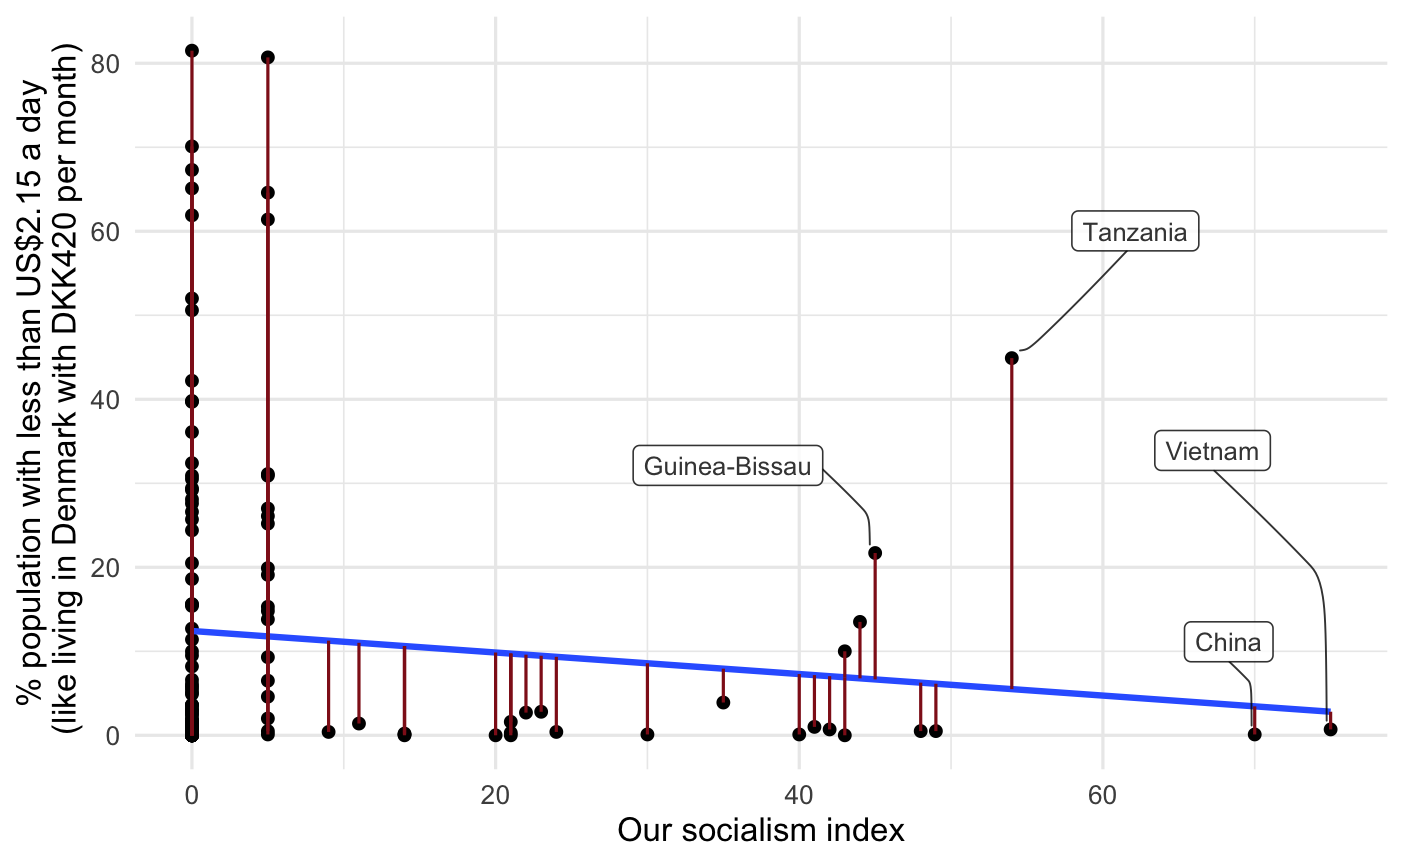 % population with less than US$2.15 a day
(like living in Denmark with DKK420 per month)
80
60
40
20
0
Tanzania
Guinea-Bissau
Vietnam
China
0
20
40
60
Our socialism index